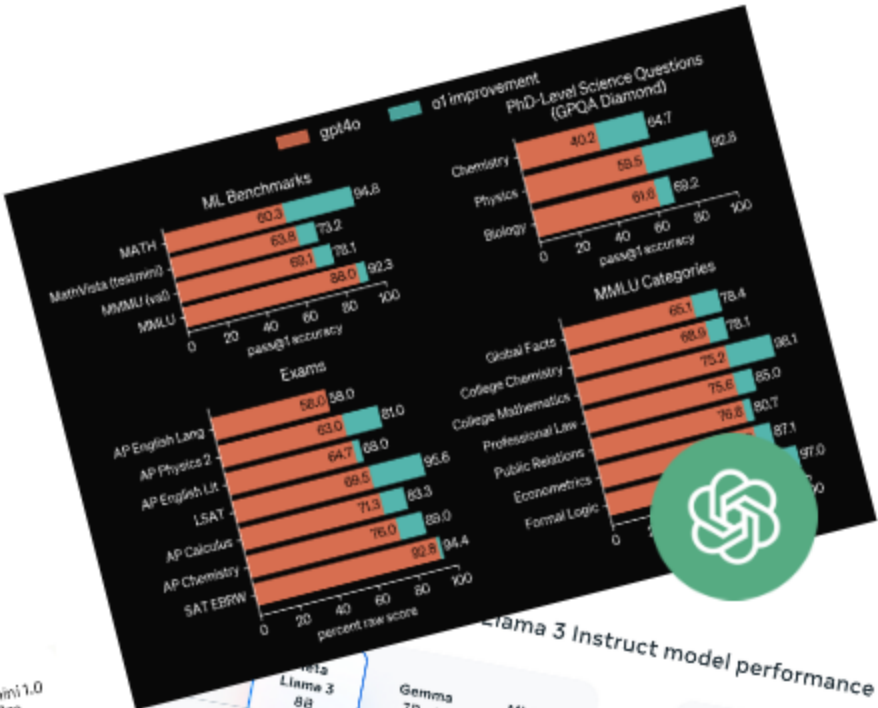 gpt4o
o1 improvement
ML Benchmarks
MATH
60.3
94.8
MathVista (testmini)
63.8
73.2
MMMU (val)
69.1
78.1
MMLU
88.0
92.3
0 20 40 60 80 100
pass@1 accuracy
PhD-Level Science Questions
(GPQA Diamond)
Chemistry
40.2
64.7
Physics
59.5
92.8
Biology
61.6
69.2
0 20 40 60 80 100
pass@1 accuracy
Exams
AP English Lang
58.0
58.0
AP Physics 2
63.0
81.0
AP English Lit
64.7
68.0
LSAT
69.5
95.6
AP Calculus
71.3
83.3
AP Chemistry
76.0
89.0
SAT EBRW
92.8
94.4
0 20 40 60 80 100
percent raw score
MMLU Categories
Global Facts
65.1
78.4
College Chemistry
68.9
78.1
College Mathematics
75.2
98.1
Professional Law
75.6
85.0
Public Relations
76.8
80.7
Econometrics
87.1
Formal Logic
97.0
0
Llama 3 Instruct model performance
ini 1.0
Llama 3
8B
Gemma